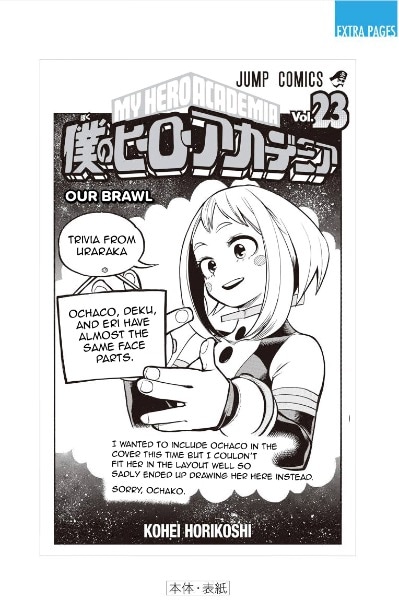 EXTRA PAGES
JUMP COMICS
MY HERO ACADEMIA
Vol.23
ぼく
僕のヒーローアカデミア
OUR BRAWL
TRIVIA FROM
URARAKA
OCHACO, DEKU,
AND ERI HAVE
ALMOST THE
SAME FACE
PARTS.
I WANTED TO INCLUDE OCHACO IN THE
COVER THIS TIME BUT I COULDN'T
FIT HER IN THE LAYOUT WELL SO
SADLY ENDED UP DRAWING HER HERE INSTEAD.
SORRY, OCHAKO.
KOHEI HORIKOSHI
本体・表紙